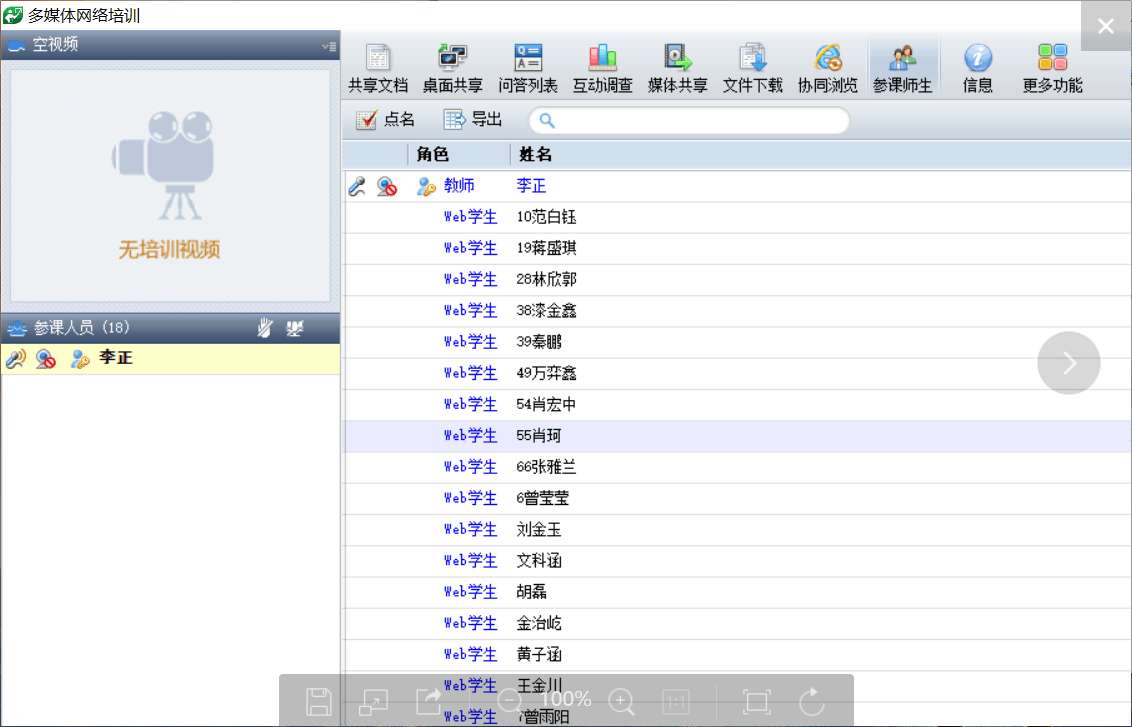 多媒体网络培训
空视频
共享文档 桌面共享 问答列表 互动调查 媒体共享 文件下载 协同浏览 参课师生 信息 更多功能
点名 导出
角色 姓名
无培训视频
参课人员 (18)
李正
教师 李正
Web学生 10范白钰
Web学生 19蒋盛琪
Web学生 28林欣郭
Web学生 38漆金鑫
Web学生 39秦鹏
Web学生 49万弈鑫
Web学生 54肖宏中
Web学生 55肖珂
Web学生 66张雅兰
Web学生 6曾莹莹
Web学生 刘金玉
Web学生 文科涵
Web学生 胡磊
Web学生 金治屹
Web学生 黄子涵
Web学生 王金川
100%
1:1
Web学生 7曾雨阳